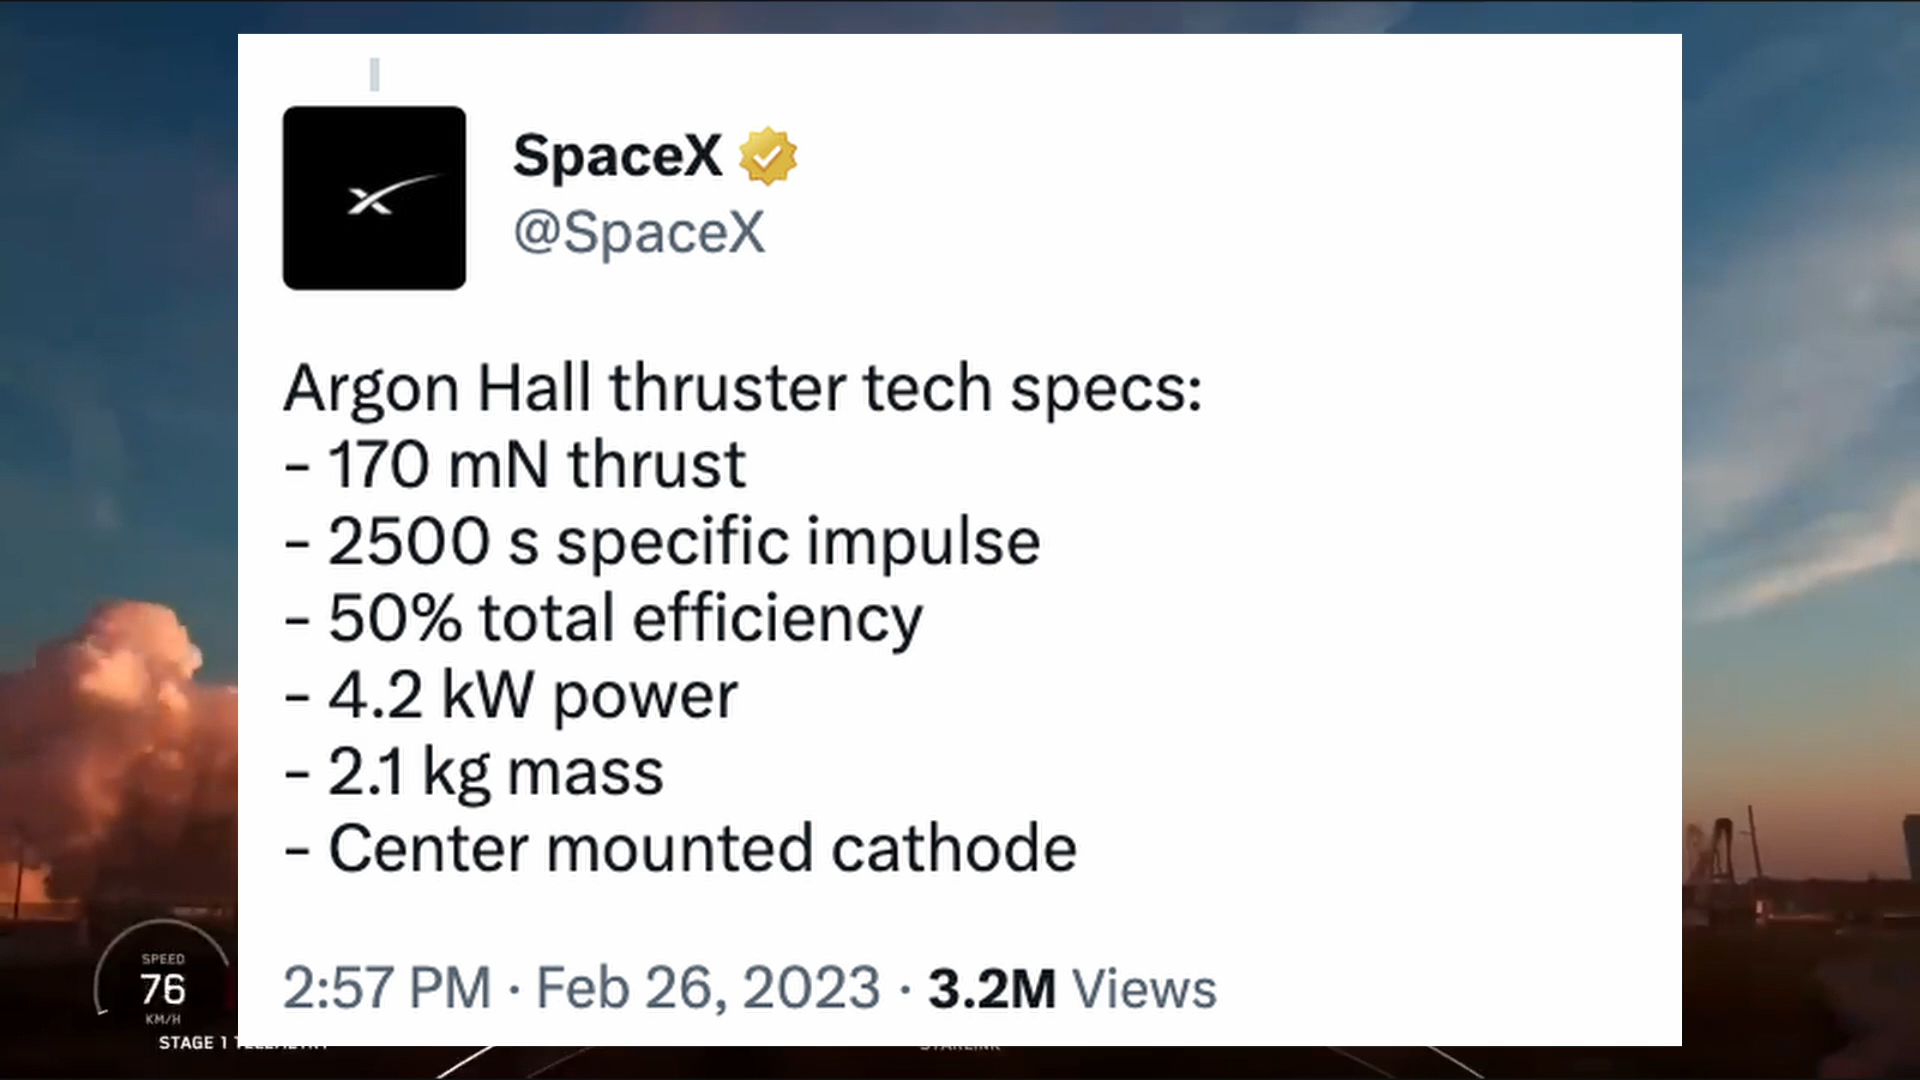 SpaceX
@SpaceX
Argon Hall thruster tech specs:
- 170 mN thrust
- 2500 s specific impulse
- 50% total efficiency
- 4.2 kW power
- 2.1 kg mass
- Center mounted cathode
2:57 PM · Feb 26, 2023 · 3.2M Views
SPEED
76
KM/H
STAGE 1 TELEMETRY
STARLINK